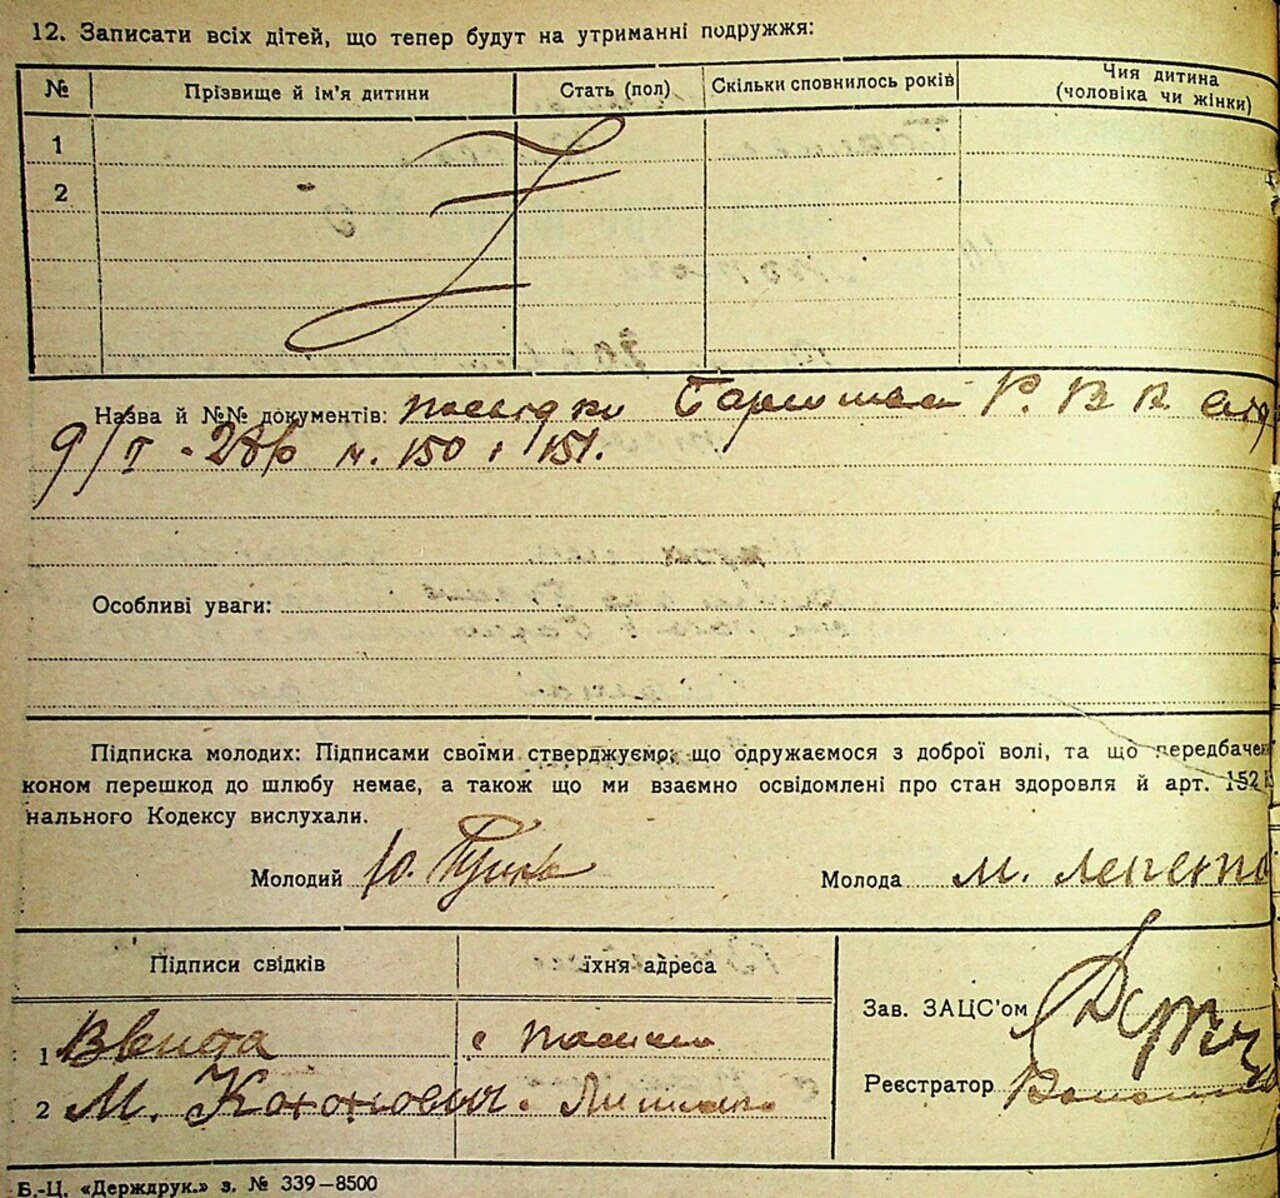 12. Записати всіх дітей, що тепер будут на утриманні подружжя:
№ Прізвище й ім'я дитини Стать (пол) Скільки сповнилось років Чия дитина (чоловіка чи жінки)
1
2
Назва й №№ документів: Р. В К
9/І - 28р н. 150 і 151.
Особливі уваги:
Підписка молодих: Підписами своїми стверджуємо, що одружаємося з доброї волі, та що передбачен
коном перешкод до шлюбу немає, а також що ми взаємно освідомлені про стан здоровля й арт. 152
нального Кодексу вислухали.
Молодий Ю. Молода М.
Підписи свідків їхня адреса
Зав. ЗАЦС'ом
1 с
Реєстратор
2 М. Кононович с.
Б.-Ц. «Держдрук.» з. № 339—8500